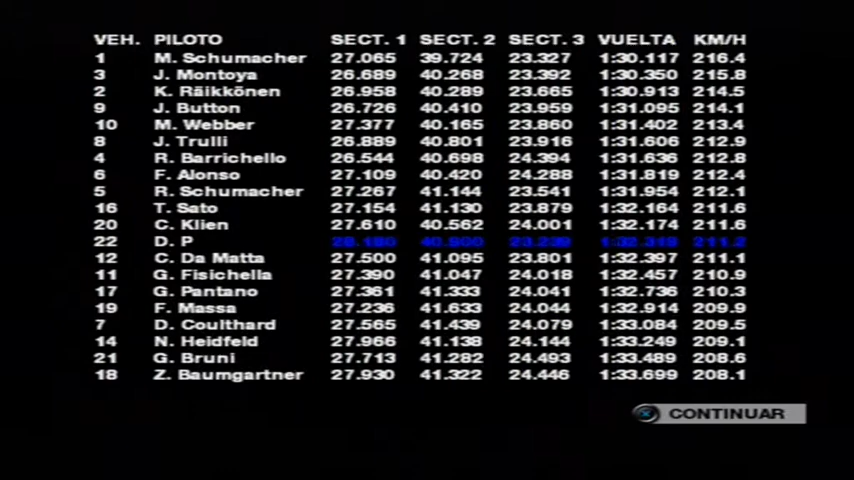 VEH. PILOTO SECT. 1 SECT. 2 SECT. 3 VUELTA KM/H
1 M. Schumacher 27.065 39.724 23.327 1:30.117 216.4
3 J. Montoya 26.689 40.268 23.392 1:30.350 215.8
2 K. Räikkönen 26.958 40.289 23.665 1:30.913 214.5
9 J. Button 26.726 40.410 23.959 1:31.095 214.1
10 M. Webber 27.377 40.165 23.860 1:31.402 213.4
8 J. Trulli 26.889 40.801 23.916 1:31.606 212.9
4 R. Barrichello 26.544 40.698 24.394 1:31.636 212.8
6 F. Alonso 27.109 40.420 24.288 1:31.819 212.4
5 R. Schumacher 27.267 41.144 23.541 1:31.954 212.1
16 T. Sato 27.154 41.130 23.879 1:32.164 211.6
20 C. Klien 27.610 40.562 24.001 1:32.174 211.6
22 D. P 211.2
12 C. Da Matta 27.500 41.095 23.801 1:32.397 211.1
11 G. Fisichella 27.390 41.047 24.018 1:32.457 210.9
17 G. Pantano 27.361 41.333 24.041 1:32.736 210.3
19 F. Massa 27.236 41.633 24.044 1:32.914 209.9
7 D. Coulthard 27.565 41.439 24.079 1:33.084 209.5
14 N. Heidfeld 27.966 41.138 24.144 1:33.249 209.1
21 G. Bruni 27.713 41.282 24.493 1:33.489 208.6
18 Z. Baumgartner 27.930 41.322 24.446 1:33.699 208.1
CONTINUAR